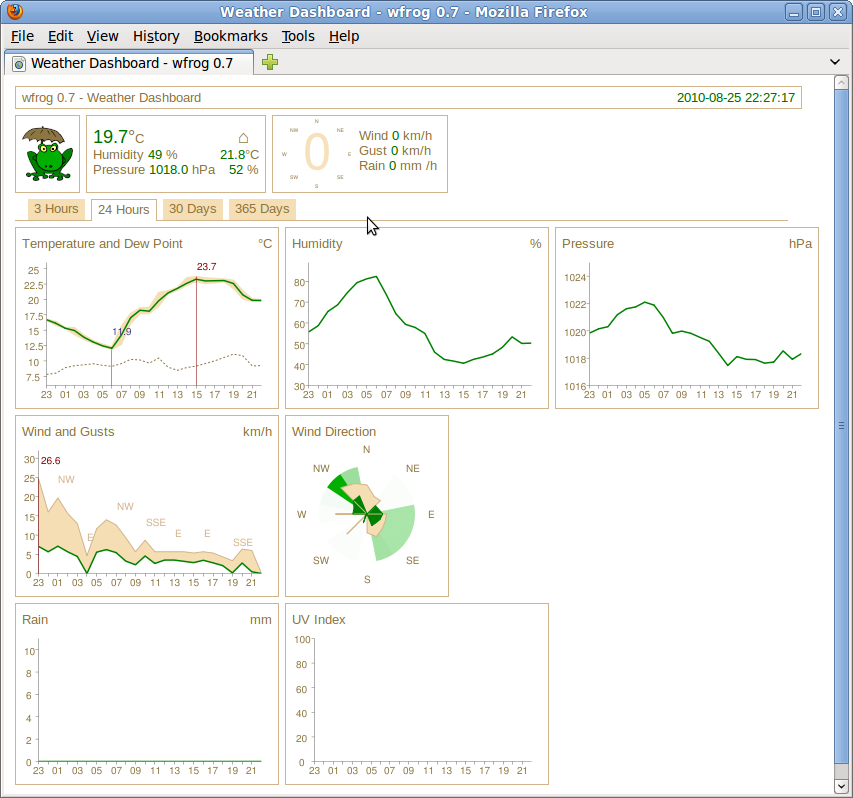 Weather Dashboard - wfrog 0.7 - Mozilla Firefox
File Edit View History Bookmarks Tools Help
Weather Dashboard - wfrog 0.7
wfrog 0.7 - Weather Dashboard 2010-08-25 22:27:17
19.7°C
Humidity 49 % 21.8°C
Pressure 1018.0 hPa 52 %
N
NW NE
0
W E
SW SE
S
Wind 0 km/h
Gust 0 km/h
Rain 0 mm /h
3 Hours 24 Hours 30 Days 365 Days
Temperature and Dew Point °C
23.7
25
22.5
20
17.5
15
12.5
10
7.5
11.9
23 01 03 05 07 09 11 13 15 17 19 21
Humidity %
80
70
60
50
40
30
23 01 03 05 07 09 11 13 15 17 19 21
Pressure hPa
1024
1022
1020
1018
1016
23 01 03 05 07 09 11 13 15 17 19 21
Wind and Gusts km/h
30
25
20
15
10
5
0
26.6
NW
E
NW
SSE
E
E
SSE
23 01 03 05 07 09 11 13 15 17 19 21
Wind Direction
N
NW NE
W E
SW SE
S
Rain mm
10
8
6
4
2
0
23 01 03 05 07 09 11 13 15 17 19 21
UV Index
100
80
60
40
20
0
23 01 03 05 07 09 11 13 15 17 19 21